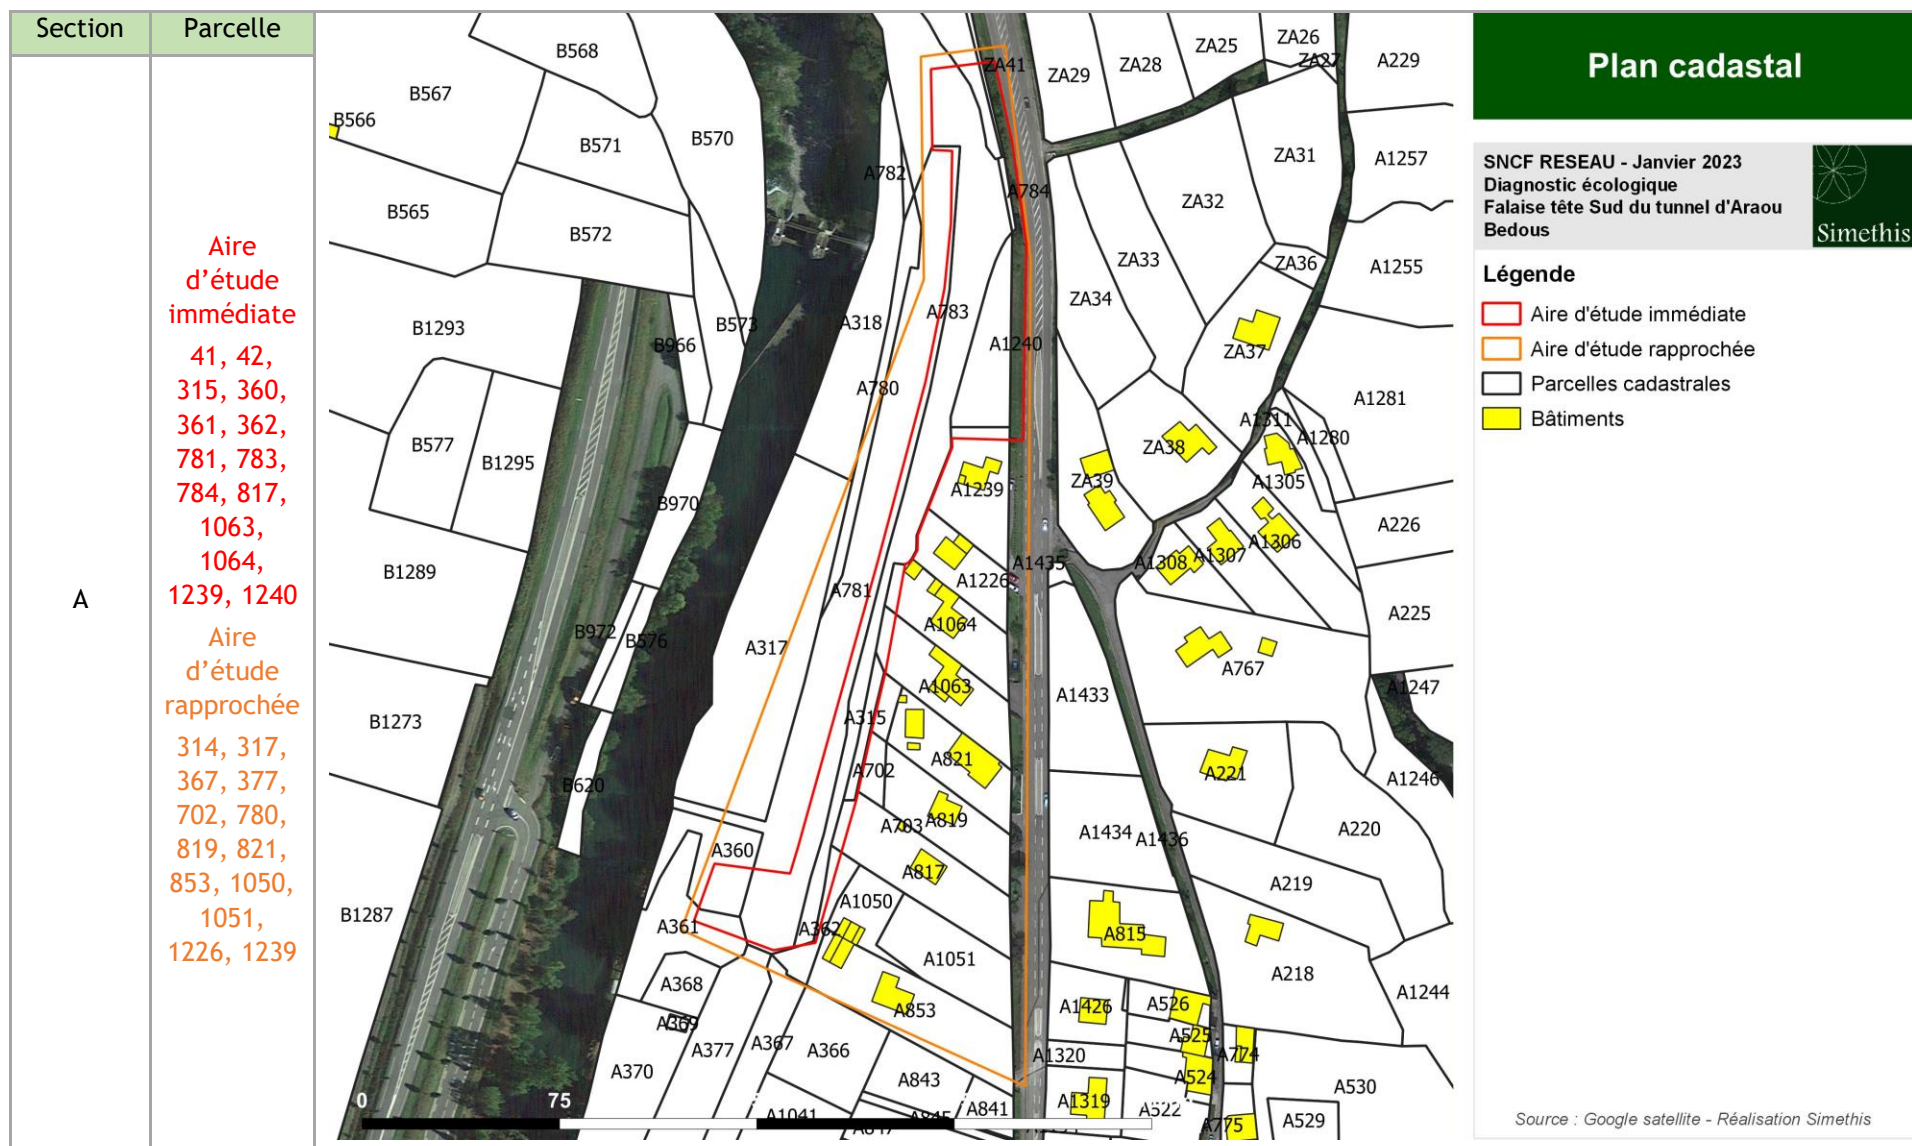 Section
Parcelle
A
Aire
d'étude
immédiate
41, 42,
315, 360,
361, 362,
781, 783,
784, 817,
1063,
1064,
1239, 1240
Aire
d'étude
rapprochée
314, 317,
367, 377,
702, 780,
819, 821,
853, 1050,
1051,
1226, 1239
B568
B567
B566
B571
B570
B565
B572
B1293
B573
B966
B577
B1295
B970
B1289
B972
B576
B1273
B620
B1287
ZA41
ZA29
ZA28
ZA25
ZA26
ZA27
A229
A782
A784
ZA31
A1257
ZA32
ZA33
ZA36
A1255
ZA34
A318
A783
A1240
ZA37
A780
A1281
A1311
A1280
ZA38
ZA39
A1305
A1239
A226
A1435
A1308
A1307
A1306
A1226
A781
A1064
A225
A317
A767
A1063
A1433
A1247
A315
A702
A821
A221
A1246
A703
A819
A1434
A1436
A220
A360
A817
A219
A1050
A361
A362
A815
A1051
A218
A368
A853
A1426
A526
A1244
A369
A525
A377
A367
A366
A1320
A774
A370
A843
A524
A530
A1041
A845
A841
A1319
A522
A847
A775
A529
0
75
Plan cadastal
SNCF RESEAU - Janvier 2023
Diagnostic écologique
Falaise tête Sud du tunnel d'Araou
Bedous
Simethis
Légende
Aire d'étude immédiate
Aire d'étude rapprochée
Parcelles cadastrales
Bâtiments
Source : Google satellite - Réalisation Simethis